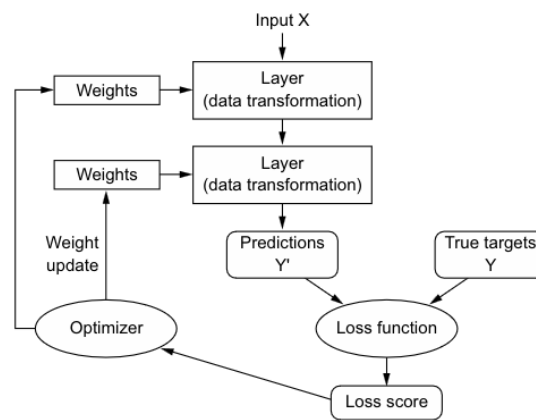 Input X
Weights
Layer
(data transformation)
Weights
Layer
(data transformation)
Weight
update
Predictions
Y'
True targets
Y
Optimizer
Loss function
Loss score